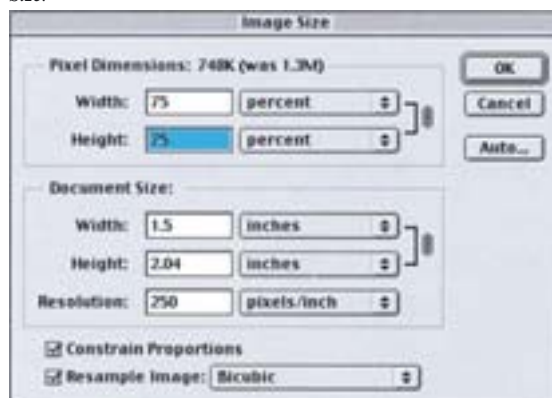 Image Size
Pixel Dimensions: 748K (was 1.3M)
Width: 75 percent
Height: 75 percent
OK
Cancel
Auto...
Document Size:
Width: 1.5 inches
Height: 2.04 inches
Resolution: 250 pixels/inch
Constrain Proportions
Resample Image: Bicubic